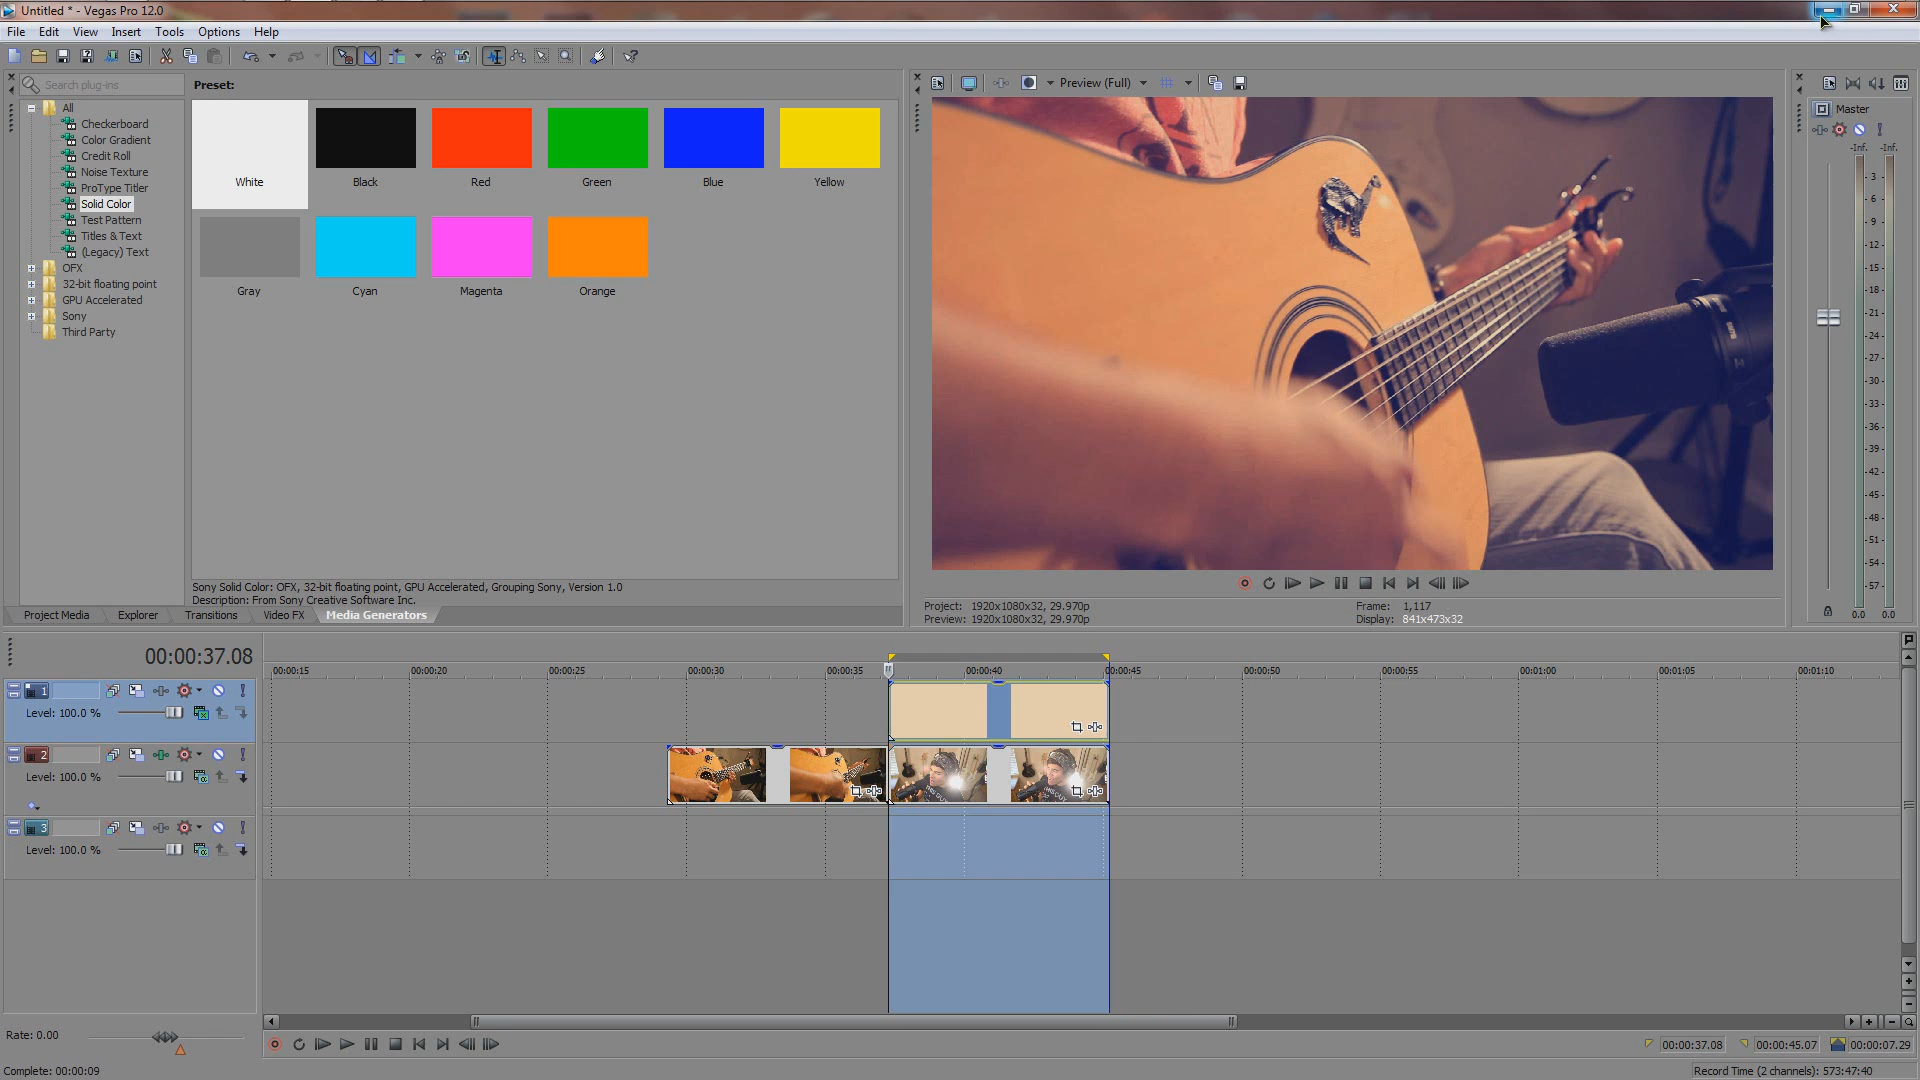 Untitled * - Vegas Pro 12.0
File Edit View Insert Tools Options Help
Search plug-ins
Preset:
Preview (Full)
All
Checkerboard
Color Gradient
Credit Roll
Noise Texture
ProType Titler
Solid Color
Test Pattern
Titles & Text
(Legacy) Text
OFX
32-bit floating point
GPU Accelerated
Sony
Third Party
White Black Red Green Blue Yellow
Gray Cyan Magenta Orange
Master
-Inf. -Inf.
- 3 -
- 6 -
- 9 -
- 12 -
- 15 -
- 18 -
- 21 -
- 24 -
- 27 -
- 30 -
- 33 -
- 36 -
- 39 -
- 42 -
- 45 -
- 48 -
- 51 -
- 54 -
- 57 -
0.0 0.0
Sony Solid Color: OFX, 32-bit floating point, GPU Accelerated, Grouping Sony, Version 1.0
Description: From Sony Creative Software Inc.
Project Media Explorer Transitions Video FX Media Generators
Project: 1920x1080x32, 29.970p
Preview: 1920x1080x32, 29.970p
Frame: 1,117
Display: 841x473x32
00:00:37.08
00:00:15 00:00:20 00:00:25 00:00:30 00:00:35 00:00:40 00:00:45 00:00:50 00:00:55 00:01:00 00:01:05 00:01:10
1
Level: 100.0 %
2
Level: 100.0 %
3
Level: 100.0 %
Rate: 0.00
00:00:37.08 00:00:45.07 00:00:07.29
Complete: 00:00:09
Record Time (2 channels): 573:47:40